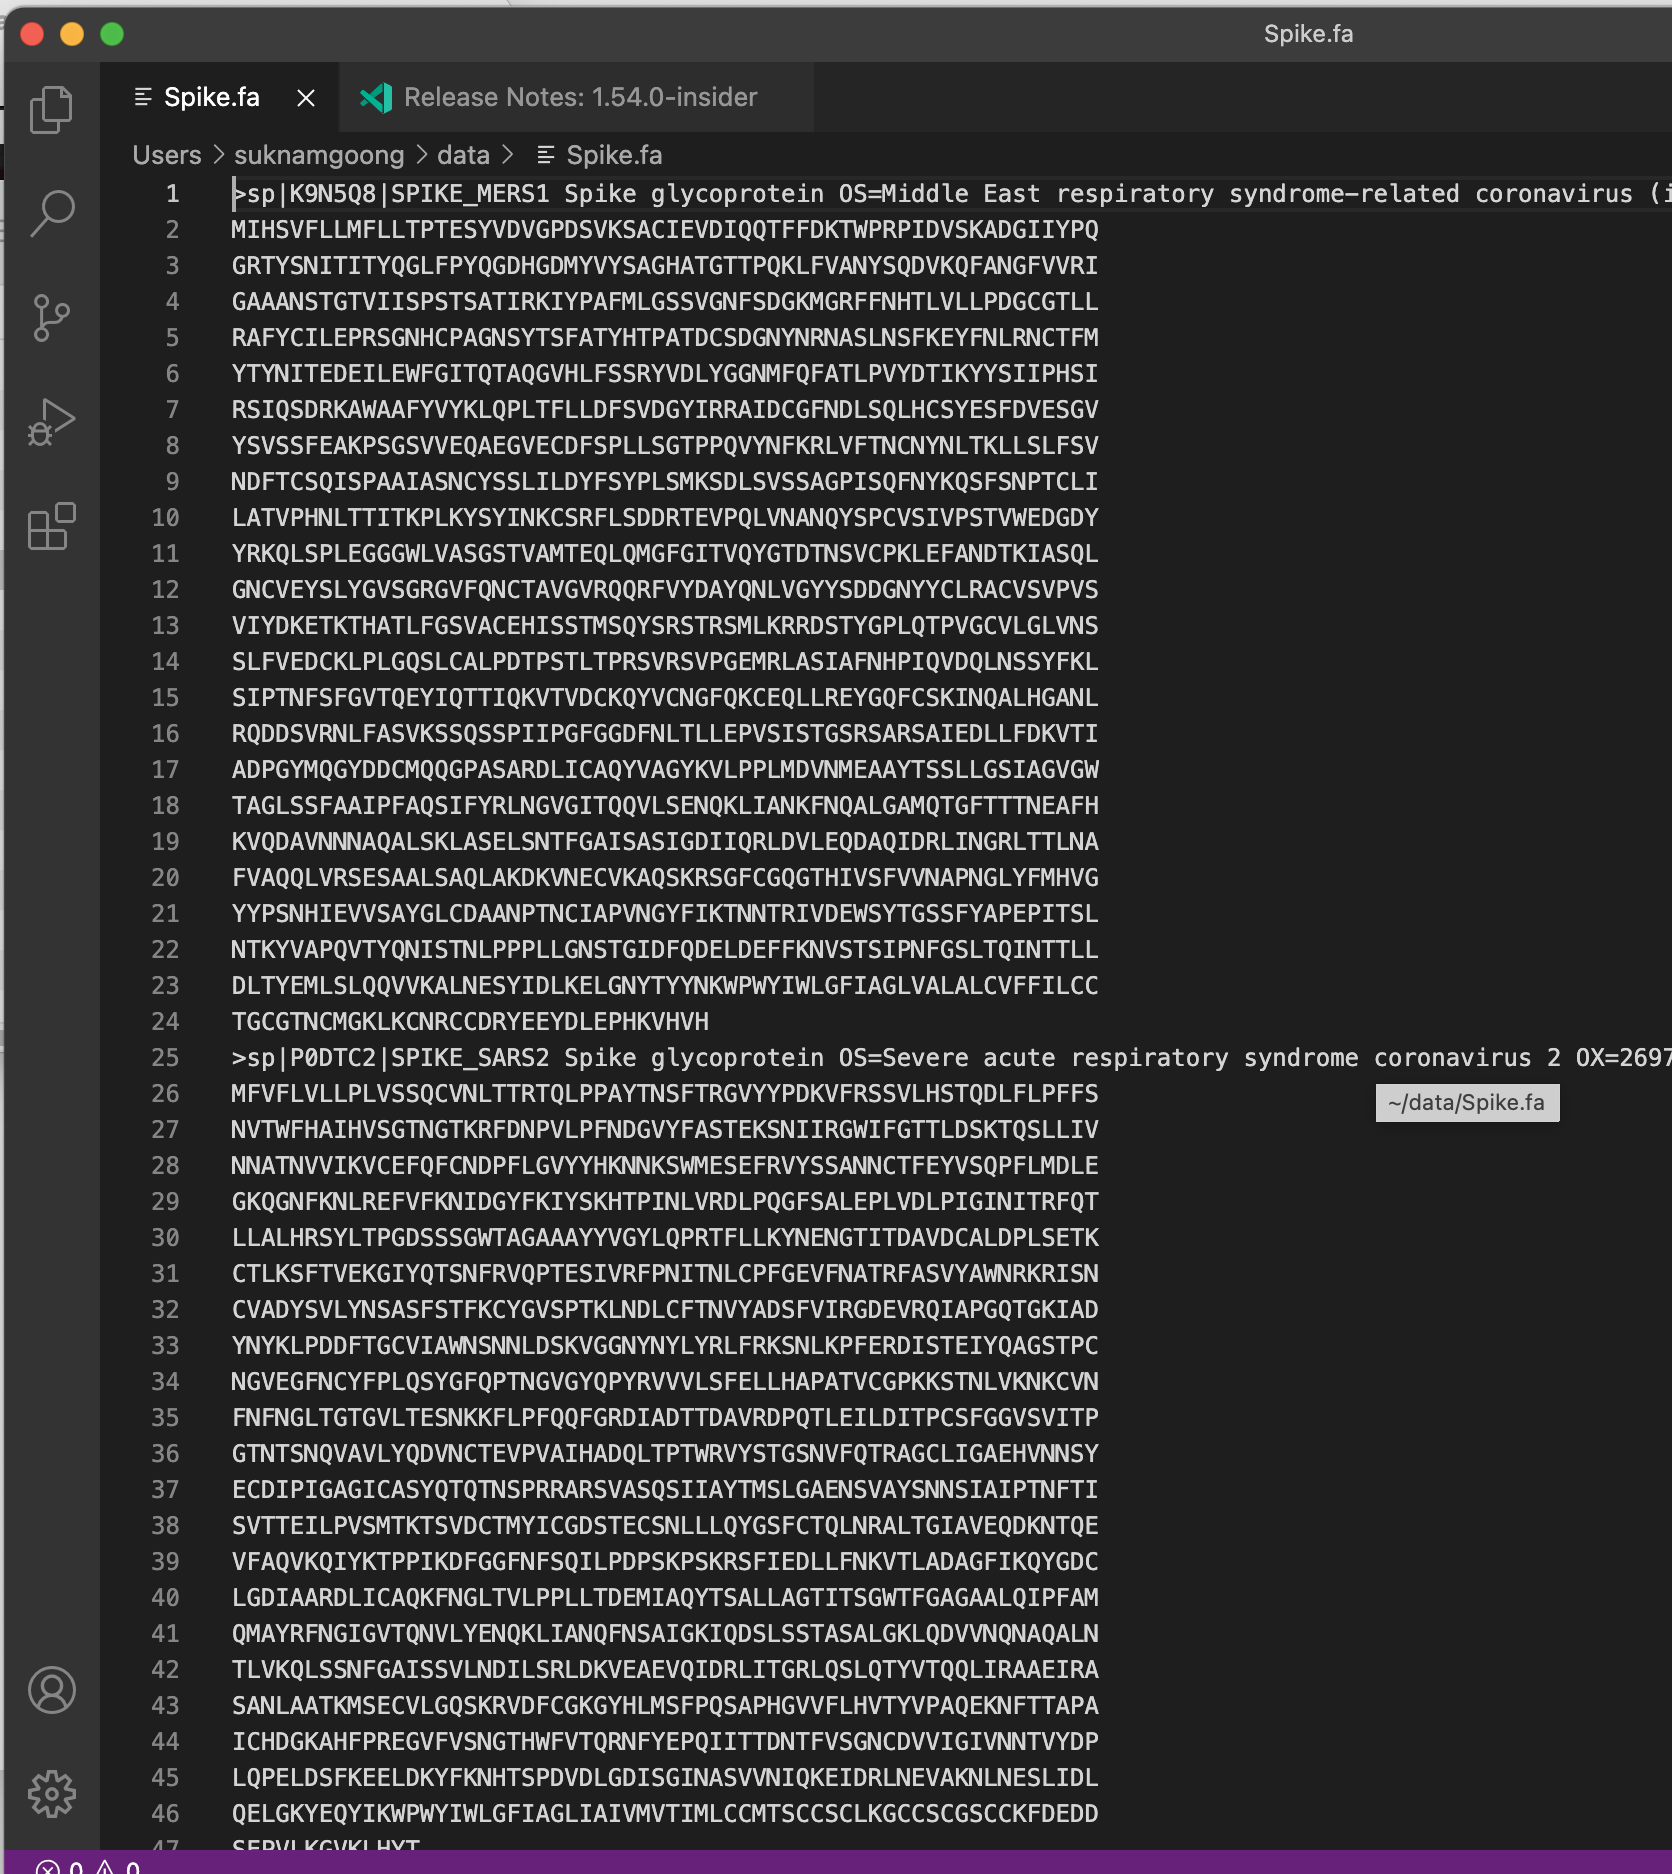 Spike.fa
Spike.fa
Release Notes: 1.54.0-insider
Users > suknamgoong > data > Spike.fa
1 >sp|K9N5Q8|SPIKE_MERS1 Spike glycoprotein OS=Middle East respiratory syndrome-related coronavirus (i
2 MIHSVFLLMFLLTPTESYVDVGPDSVKSACIEVDIQQTFFDKTWPRPIDVSKADGIIYPQ
3 GRTYSNITITYQGLFPYQGDHGDMYVYSAGHATGTTPQKLFVANYSQDVKQFANGFVVRI
4 GAAANSTGTVIISPSTSATIRKIYPAFMLGSSVGNFSDGKMGRFFNHTLVLLPDGCGTLL
5 RAFYCILEPRSGNHCPAGNSYTSFATYHTPATDCSDGNYNRNASLNSFKEYFNLRNCTFM
6 YTYNITEDEILEWFGITQTAQGVHLFSSRYVDLYGGNMFQFATLPVYDTIKYYSIIPHSI
7 RSIQSDRKAWAAFYVYKLQPLTFLLDFSVDGYIRRAIDCGFNDLSQLHCSYESFDVESGV
8 YSVSSFEAKPSGSVVEQAEGVECDFSPLLSGTPPQVYNFKRLVFTNCNYNLTKLLSLFSV
9 NDFTCSQISPAAIASNCYSSLILDYFSYPLSMKSDLSVSSAGPISQFNYKQSFSNPTCLI
10 LATVPHNLTTITKPLKYSYINKCSRFLSDDRTEVPQLVNANQYSPCVSIVPSTVWEDGDY
11 YRKQLSPLEGGGWLVASGSTVAMTEQLQMGFGITVQYGTDTNSVCPKLEFANDTKIASQL
12 GNCVEYSLYGVSGRGVFQNCTAVGVRQQRFVYDAYQNLVGYYSDDGNYYCLRACVSVPVS
13 VIYDKETKTHATLFGSVACEHISSTMSQYSRSTRSMLKRRDSTYGPLQTPVGCVLGLVNS
14 SLFVEDCKLPLGQSLCALPDTPSTLTPRSVRSVPGEMRLASIAFNHPIQVDQLNSSYFKL
15 SIPTNFSFGVTQEYIQTTIQKVTVDCKQYVCNGFQKCEQLLREYGQFCSKINQALHGANL
16 RQDDSVRNLFASVKSSQSSPIIPGFGGDFNLTLLEPVSISTGSRSARSAIEDLLFDKVTI
17 ADPGYMQGYDDCMQQGPASARDLICAQYVAGYKVLPPLMDVNMEAAYTSSLLGSIAGVGW
18 TAGLSSFAAIPFAQSIFYRLNGVGITQQVLSENQKLIANKFNQALGAMQTGFTTTNEAFH
19 KVQDAVNNNAQALSKLASELSNTFGAISASIGDIIQRLDVLEQDAQIDRLINGRLTTLNA
20 FVAQQLVRSESAALSAQLAKDKVNECVKAQSKRSGFCGQGTHIVSFVVNAPNGLYFMHVG
21 YYPSNHIEVVSAYGLCDAANPTNCIAPVNGYFIKTNNTRIVDEWSYTGSSFYAPEPITSL
22 NTKYVAPQVTYQNISTNLPPPLLGNSTGIDFQDELDEFFKNVSTSIPNFGSLTQINTTLL
23 DLTYEMLSLQQVVKALNESYIDLKELGNYTYYNKWPWYIWLGFIAGLVALALCVFFILCC
24 TGCGTNCMGKLKCNRCCDRYEEYDLEPHKVHVH
25 >sp|P0DTC2|SPIKE_SARS2 Spike glycoprotein OS=Severe acute respiratory syndrome coronavirus 2 OX=2697
26 MFVFLVLLPLVSSQCVNLTTRTQLPPAYTNSFTRGVYYPDKVFRSSVLHSTQDLFLPFFS
~/data/Spike.fa
27 NVTWFHAIHVSGTNGTKRFDNPVLPFNDGVYFASTEKSNIIRGWIFGTTLDSKTQSLLIV
28 NNATNVVIKVCEFQFCNDPFLGVYYHKNNKSWMESEFRVYSSANNCTFEYVSQPFLMDLE
29 GKQGNFKNLREFVFKNIDGYFKIYSKHTPINLVRDLPQGFSALEPLVDLPIGINITRFQT
30 LLALHRSYLTPGDSSSGWTAGAAAYYVGYLQPRTFLLKYNENGTITDAVDCALDPLSETK
31 CTLKSFTVEKGIYQTSNFRVQPTESIVRFPNITNLCPFGEVFNATRFASVYAWNRKRISN
32 CVADYSVLYNSASFSTFKCYGVSPTKLNDLCFTNVYADSFVIRGDEVRQIAPGQTGKIAD
33 YNYKLPDDFTGCVIAWNSNNLDSKVGGNYNYLYRLFRKSNLKPFERDISTEIYQAGSTPC
34 NGVEGFNCYFPLQSYGFQPTNGVGYQPYRVVVLSFELLHAPATVCGPKKSTNLVKNKCVN
35 FNFNGLTGTGVLTESNKKFLPFQQFGRDIADTTDAVRDPQTLEILDITPCSFGGVSVITP
36 GTNTSNQVAVLYQDVNCTEVPVAIHADQLTPTWRVYSTGSNVFQTRAGCLIGAEHVNNSY
37 ECDIPIGAGICASYQTQTNSPRRARSVASQSIIAYTMSLGAENSVAYSNNSIAIPTNFTI
38 SVTTEILPVSMTKTSVDCTMYICGDSTECSNLLLQYGSFCTQLNRALTGIAVEQDKNTQE
39 VFAQVKQIYKTPPIKDFGGFNFSQILPDPSKPSKRSFIEDLLFNKVTLADAGFIKQYGDC
40 LGDIAARDLICAQKFNGLTVLPPLLTDEMIAQYTSALLAGTITSGWTFGAGAALQIPFAM
41 QMAYRFNGIGVTQNVLYENQKLIANQFNSAIGKIQDSLSSTASALGKLQDVVNQNAQALN
42 TLVKQLSSNFGAISSVLNDILSRLDKVEAEVQIDRLITGRLQSLQTYVTQQLIRAAEIRA
43 SANLAATKMSECVLGQSKRVDFCGKGYHLMSFPQSAPHGVVFLHVTYVPAQEKNFTTAPA
44 ICHDGKAHFPREGVFVSNGTHWFVTQRNFYEPQIITTDNTFVSGNCDVVIGIVNNTVYDP
45 LQPELDSFKEELDKYFKNHTSPDVDLGDISGINASVVNIQKEIDRLNEVAKNLNESLIDL
46 QELGKYEQYIKWPWYIWLGFIAGLIAIVMVTIMLCCMTSCCSCLKGCCSCGSCCKFDEDD
47 SEPVLKGVKLHYT
0 0